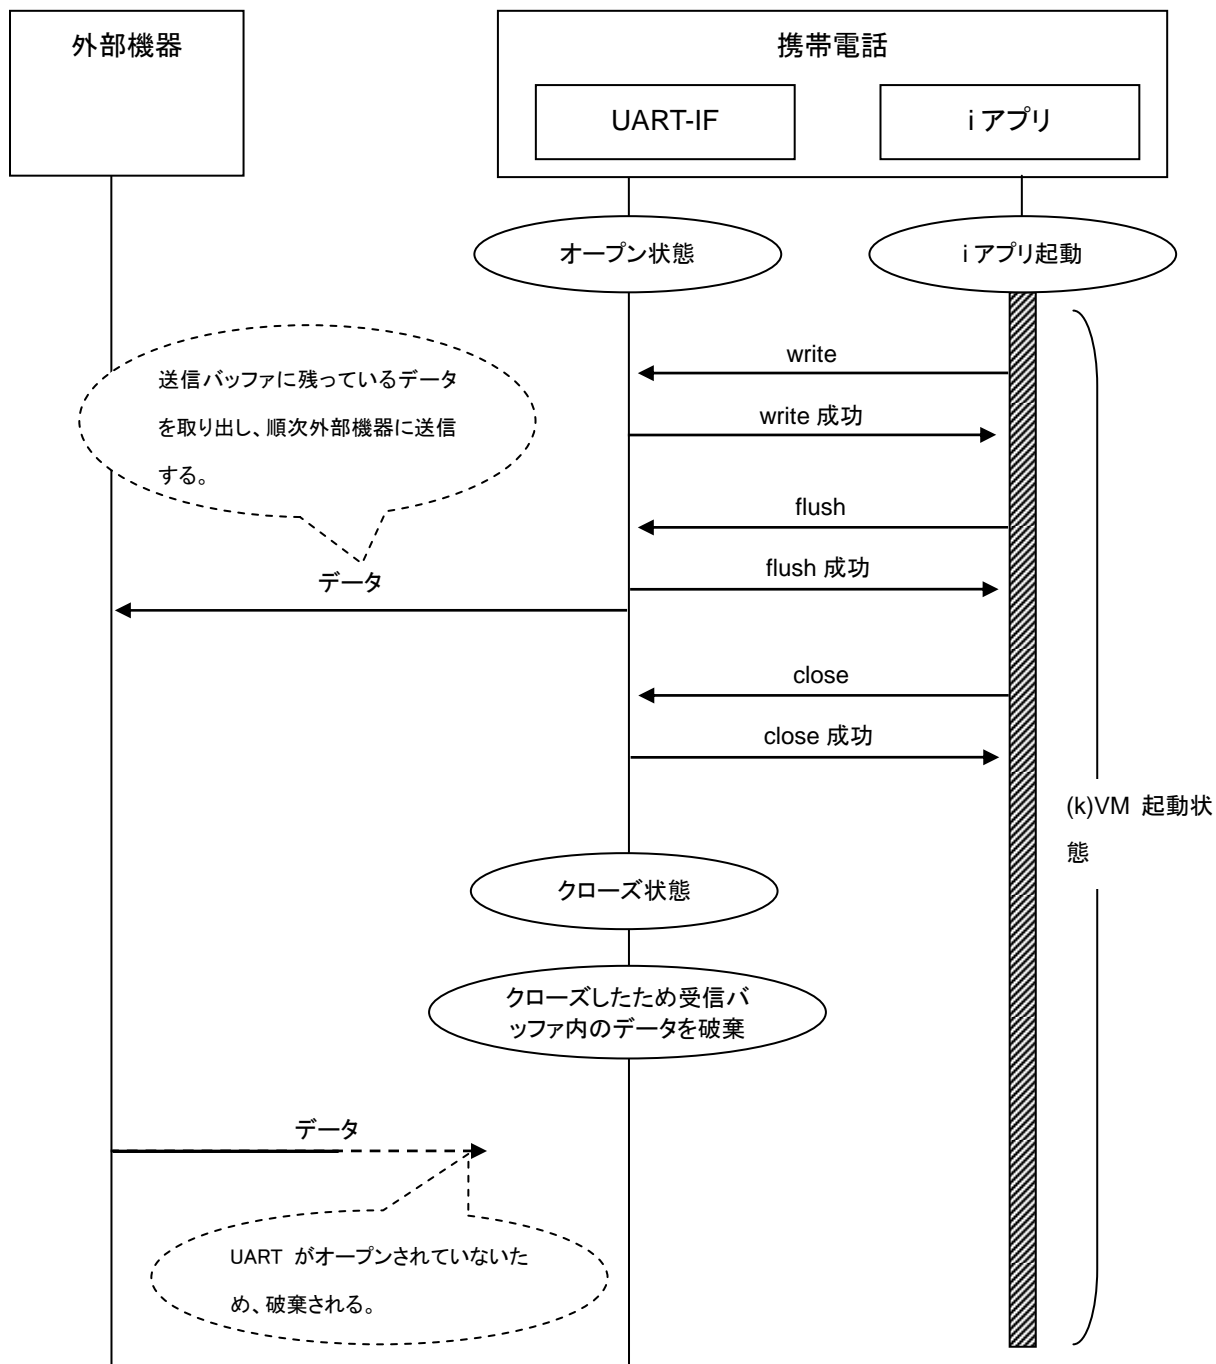 外部機器
携帯電話
UART-IF
i アプリ
オープン状態
i アプリ起動
write
送信バッファに残っているデータ
を取り出し、順次外部機器に送信
する。
write 成功
flush
flush 成功
データ
close
close 成功
(k)VM 起動状
態
クローズ状態
クローズしたため受信バ
ッファ内のデータを破棄
データ
UART がオープンされていないた
め、破棄される。